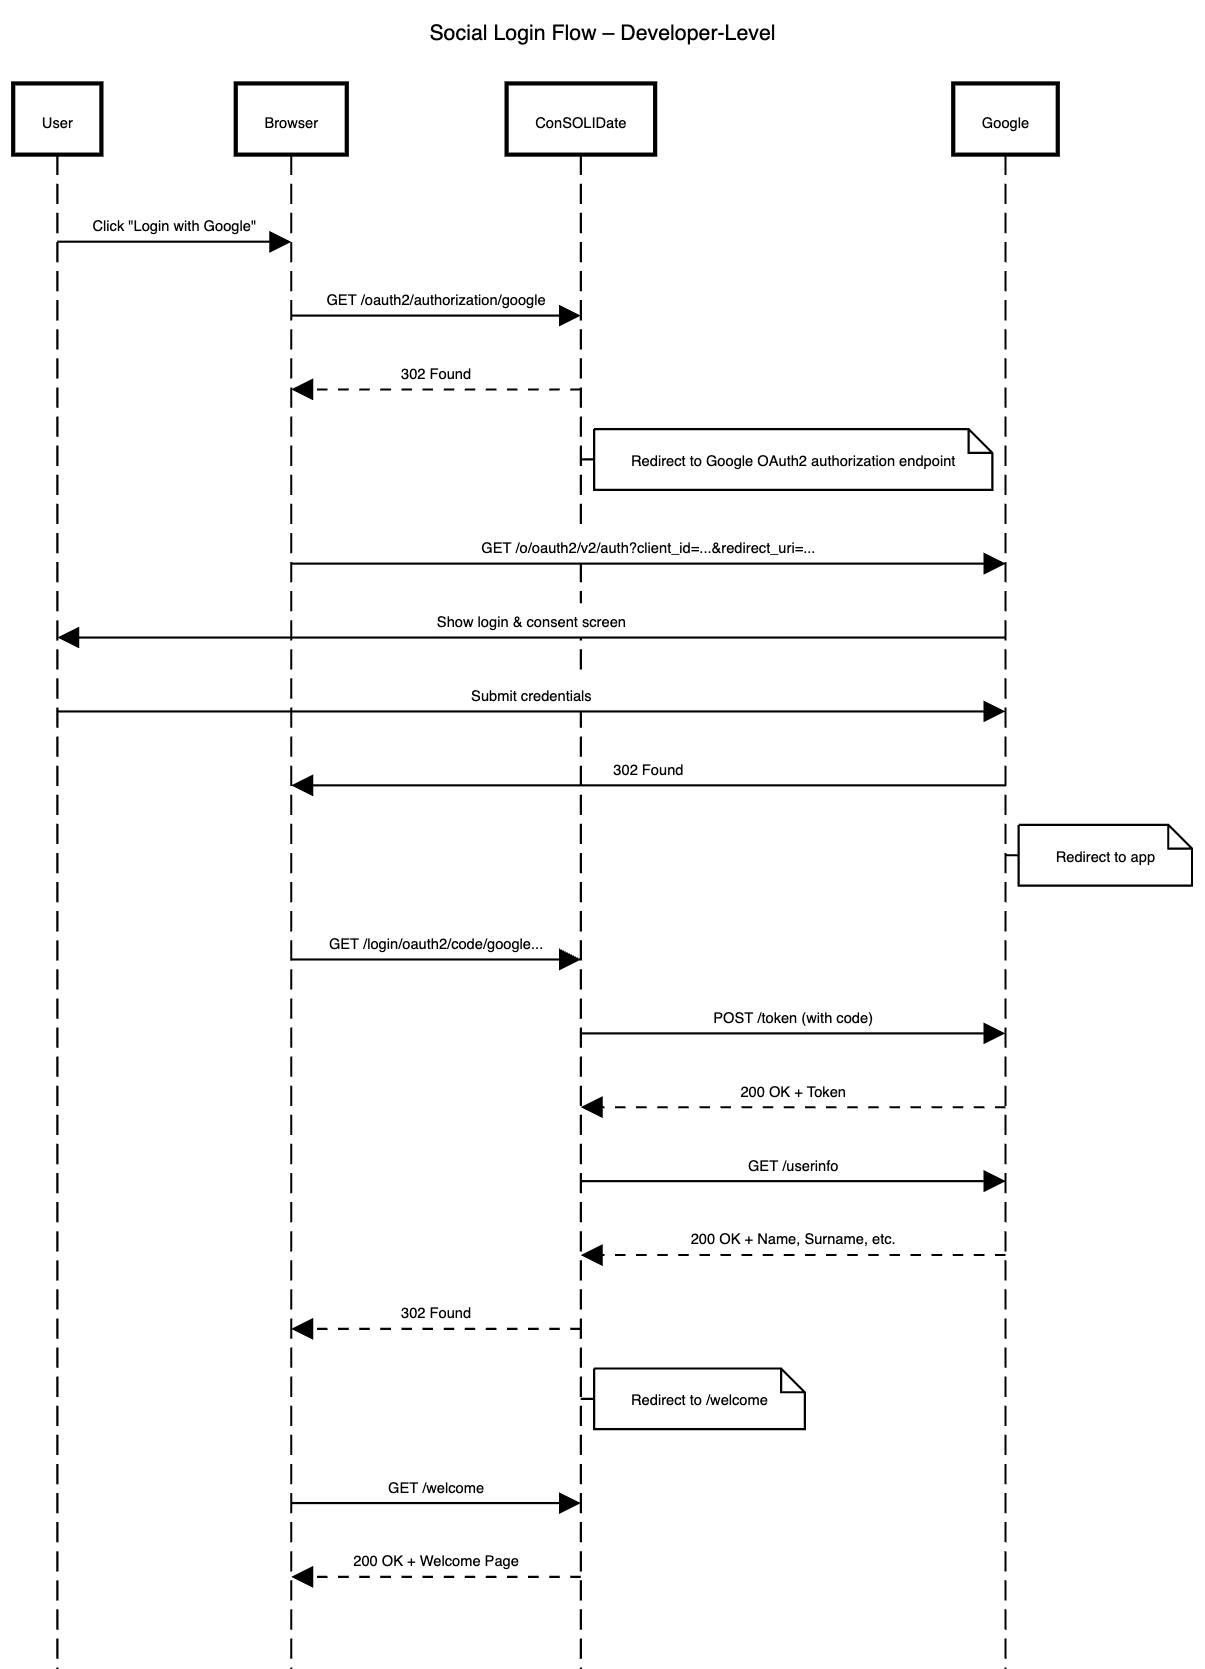 Social Login Flow – Developer-Level
User
Browser
ConSOLIDate
Google
Click "Login with Google"
GET /oauth2/authorization/google
302 Found
Redirect to Google OAuth2 authorization endpoint
GET /o/oauth2/v2/auth?client_id=...&redirect_uri=...
Show login & consent screen
Submit credentials
302 Found
Redirect to app
GET /login/oauth2/code/google...
POST /token (with code)
200 OK + Token
GET /userinfo
200 OK + Name, Surname, etc.
302 Found
Redirect to /welcome
GET /welcome
200 OK + Welcome Page